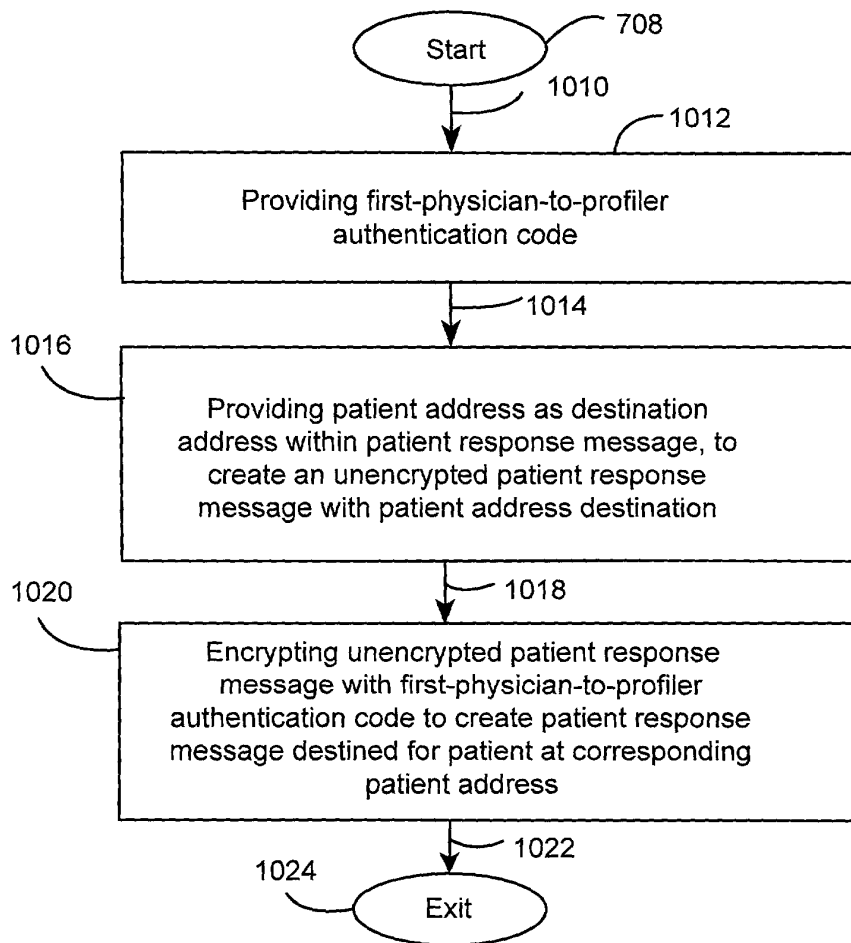 Start
708
1010
1012
Providing first-physician-to-profiler
authentication code
1014
1016
Providing patient address as destination
address within patient response message, to
create an unencrypted patient response
message with patient address destination
1018
1020
Encrypting unencrypted patient response
message with first-physician-to-profiler
authentication code to create patient response
message destined for patient at corresponding
patient address
1022
1024
Exit